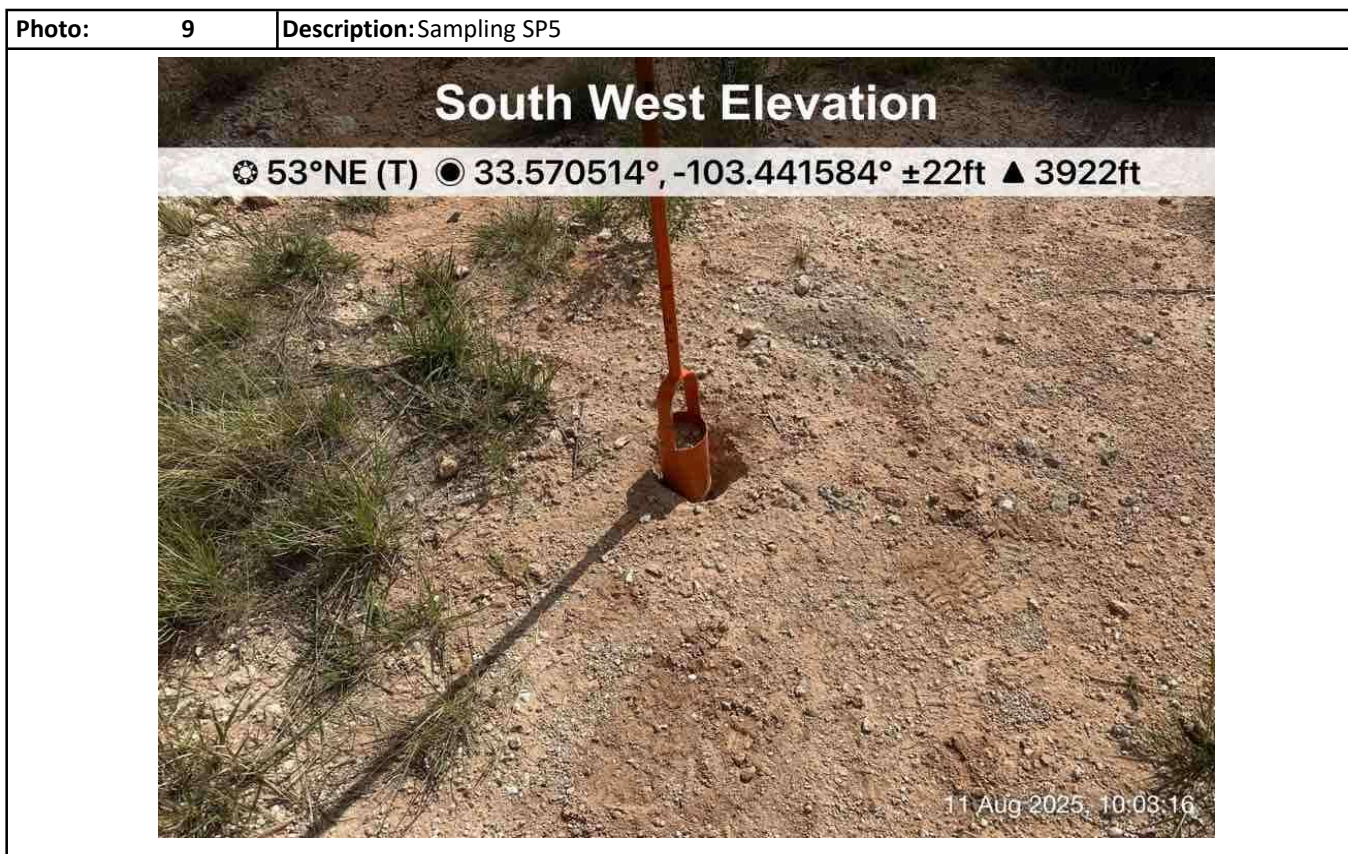 Photo: 9 Description: Sampling SP5
South West Elevation
53°NE (T) 33.570514°, -103.441584° ±22ft ▲ 3922ft
11 Aug 2025, 10:03:16